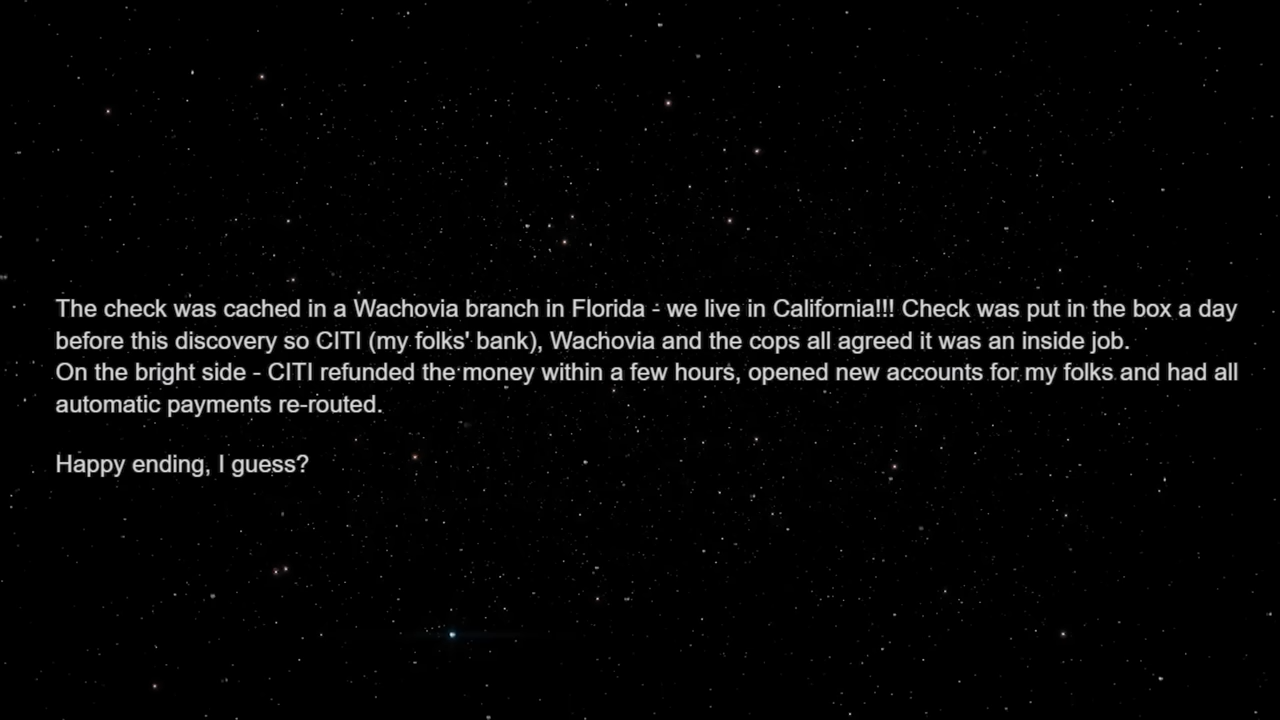 The check was cached in a Wachovia branch in Florida - we live in California!!! Check was put in the box a day
before this discovery so CITI (my folks' bank), Wachovia and the cops all agreed it was an inside job.
On the bright side - CITI refunded the money within a few hours, opened new accounts for my folks and had all
automatic payments re-routed.
Happy ending, I guess?